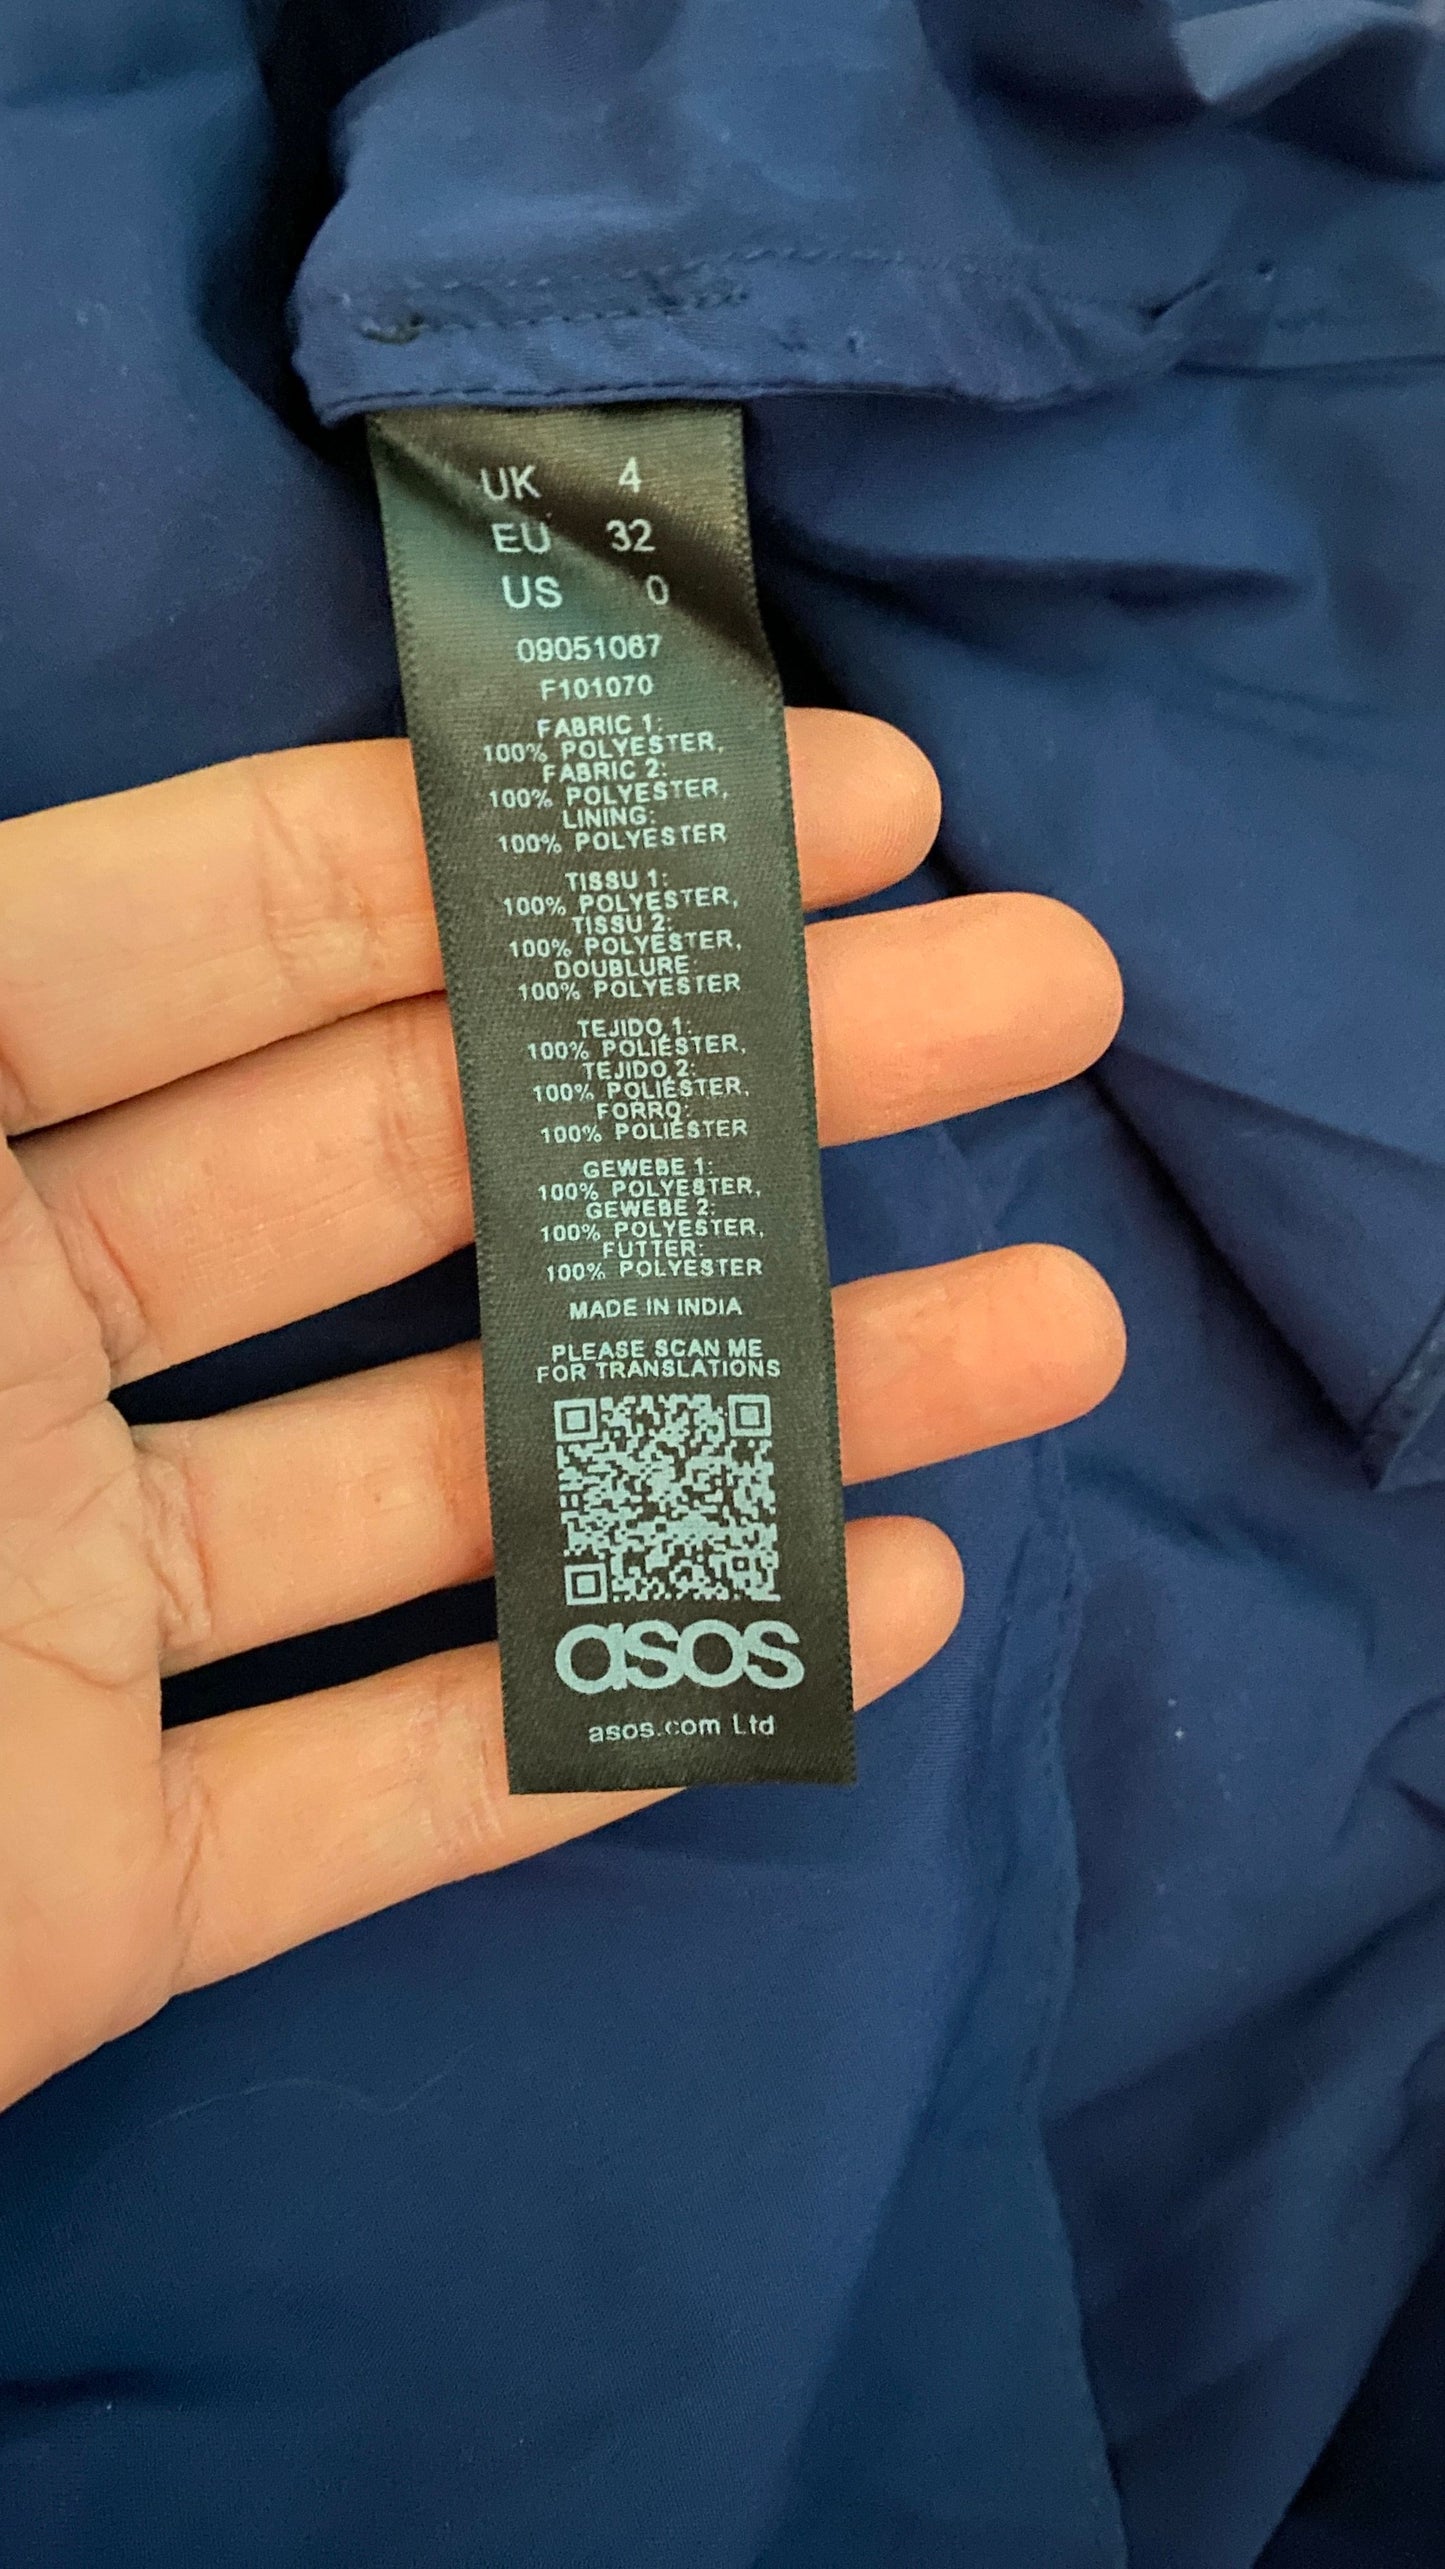 UK 4
EU 32
US 0
09051067
F101070
FABRIC 1:
100% POLYESTER,
FABRIC 2:
100% POLYESTER,
LINING:
100% POLYESTER
TISSU 1:
100% POLYESTER,
TISSU 2:
100% POLYESTER,
DOUBLURE:
100% POLYESTER
TEJIDO 1:
100% POLIÉSTER,
TEJIDO 2:
100% POLIÉSTER,
FORRO:
100% POLIÉSTER
GEWEBE 1:
100% POLYESTER,
GEWEBE 2:
100% POLYESTER,
FUTTER:
100% POLYESTER
MADE IN INDIA
PLEASE SCAN ME
FOR TRANSLATIONS
asos
asos.com Ltd